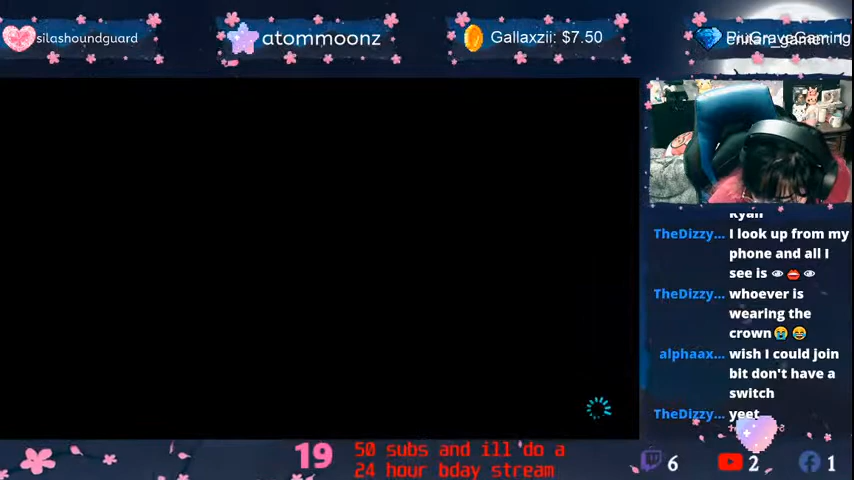 silashoundguard
atommoonz
Gallaxzii: $7.50
PiuGraveGaming
Ryan
TheDizzy... I look up from my
phone and all I
see is 👁👄👁
TheDizzy... whoever is
wearing the
crown😭😂
alphaax... wish I could join
bit don't have a
switch
TheDizzy... yeet
19
50 subs and ill do a
24 hour bday stream
6
2
1